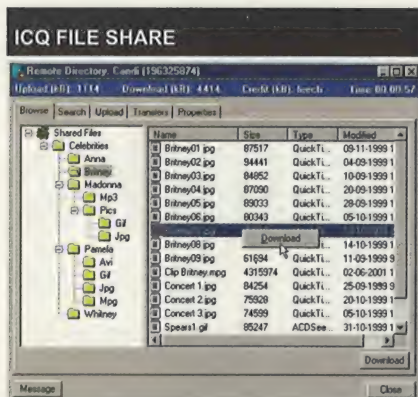 ICQ FILE SHARE
Remote Directory. Caerdi (196325874)
Upload (kB): 1114 Download (kB): 4414 Credit (kB): leech Time: 00:00:57
Browse Search Upload Transfers Properties
Shared Files
Celebrities
Anna
Britney
Madonna
Mp3
Pics
Gif
Jpg
Pamela
Avi
Gif
Jpg
Mpg
Whitney
Name Size Type Modified
Britney01.jpg 87517 QuickTi... 09-11-1999 1
Britney02.jpg 94441 QuickTi... 04-09-1999 1
Britney03.jpg 84852 QuickTi... 10-09-1999 1
Britney04.jpg 87090 QuickTi... 20-09-1999 1
Britney05.jpg 89033 QuickTi... 28-09-1999 1
Britney06.jpg 80343 QuickTi... 05-10-1999 1
Download
Britney08.jpg QuickTi... 14-10-1999 1
Britney09.jpg 61694 QuickTi... 11-09-1999 9
Clip Britney.mpg 4315974 QuickTi... 02-06-2001 1
Concert 1.jpg 84254 QuickTi... 25-09-1999 9
Concert 2.jpg 75928 QuickTi... 20-10-1999 1
Concert 3.jpg 74599 QuickTi... 05-10-1999 1
Spears1.gif 85247 ACDSee... 31-10-1999 1
Download
Message Close